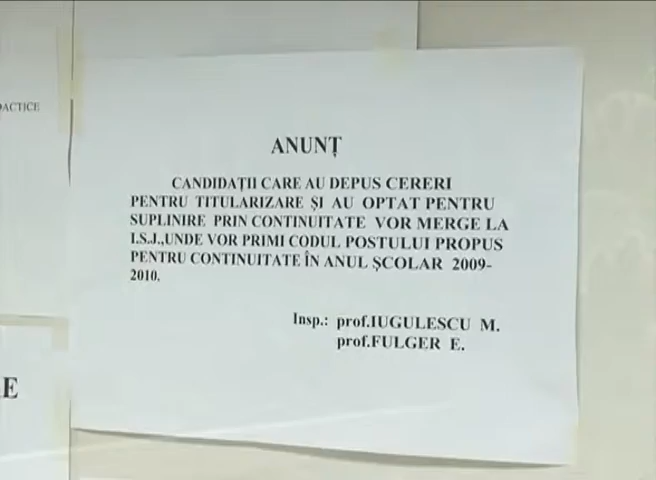 DACTICE
ANUNȚ
CANDIDAȚII CARE AU DEPUS CERERI
PENTRU TITULARIZARE ȘI AU OPTAT PENTRU
SUPLINIRE PRIN CONTINUITATE VOR MERGE LA
I.S.J.,UNDE VOR PRIMI CODUL POSTULUI PROPUS
PENTRU CONTINUITATE ÎN ANUL ȘCOLAR 2009-
2010.
Insp.: prof.IUGULESCU M.
prof.FULGER E.
E